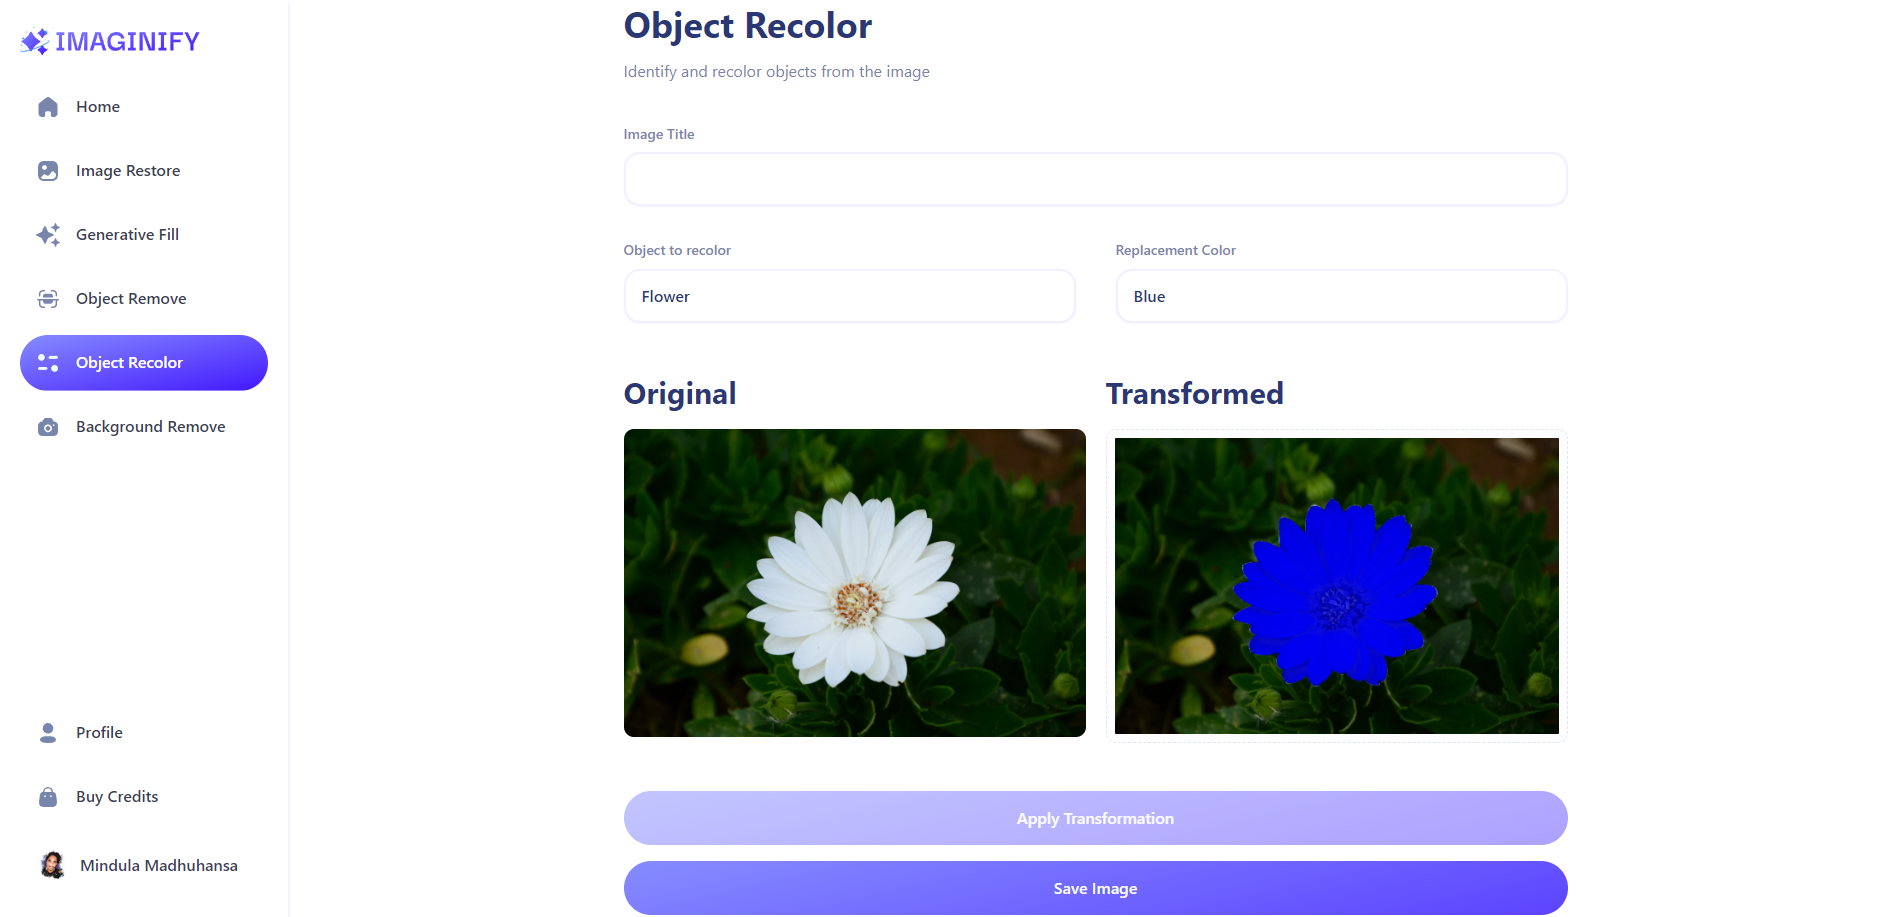 IMAGINIFY
Home
Image Restore
Generative Fill
Object Remove
Object Recolor
Background Remove
Profile
Buy Credits
Mindula Madhuhansa
Object Recolor
Identify and recolor objects from the image
Image Title
Object to recolor
Replacement Color
Flower
Blue
Original
Transformed
Apply Transformation
Save Image